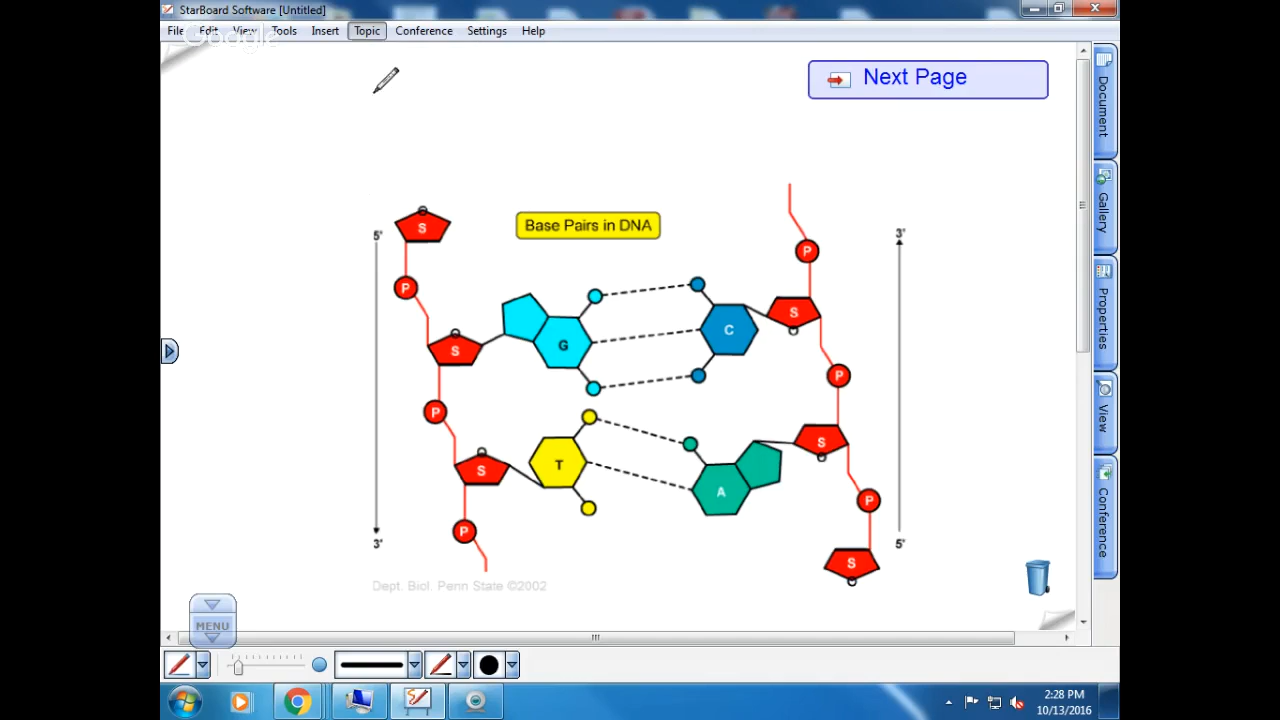 StarBoard Software [Untitled]
File Edit View Tools Insert Topic Conference Settings Help
Google
Next Page
Document
Gallery
Properties
View
Conference
Base Pairs in DNA
5'
3'
S
P
P
S
G
C
S
P
P
S
T
A
S
P
P
S
3'
5'
Dept. Biol. Penn State ©2002
MENU
2:28 PM
10/13/2016